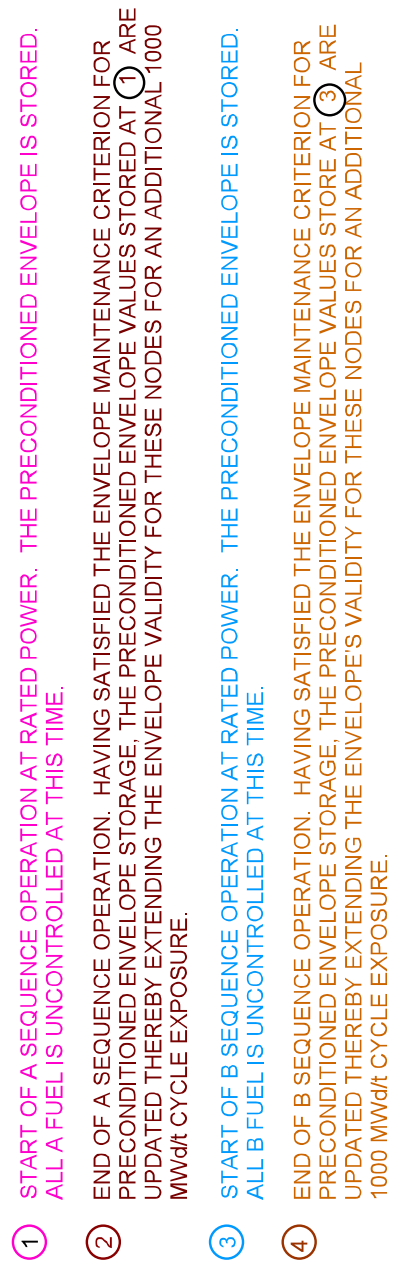 1 START OF A SEQUENCE OPERATION AT RATED POWER. THE PRECONDITIONED ENVELOPE IS STORED.
ALL A FUEL IS UNCONTROLLED AT THIS TIME.
2 END OF A SEQUENCE OPERATION. HAVING SATISFIED THE ENVELOPE MAINTENANCE CRITERION FOR
PRECONDITIONED ENVELOPE STORAGE, THE PRECONDITIONED ENVELOPE VALUES STORED AT 1 ARE
UPDATED THEREBY EXTENDING THE ENVELOPE VALIDITY FOR THESE NODES FOR AN ADDITIONAL 1000
MWd/t CYCLE EXPOSURE.
3 START OF B SEQUENCE OPERATION AT RATED POWER. THE PRECONDITIONED ENVELOPE IS STORED.
ALL B FUEL IS UNCONTROLLED AT THIS TIME.
4 END OF B SEQUENCE OPERATION. HAVING SATISFIED THE ENVELOPE MAINTENANCE CRITERION FOR
PRECONDITIONED ENVELOPE STORAGE, THE PRECONDITIONED ENVELOPE VALUES STORE AT 3 ARE
UPDATED THEREBY EXTENDING THE ENVELOPE'S VALIDITY FOR THESE NODES FOR AN ADDITIONAL
1000 MWd/t CYCLE EXPOSURE.